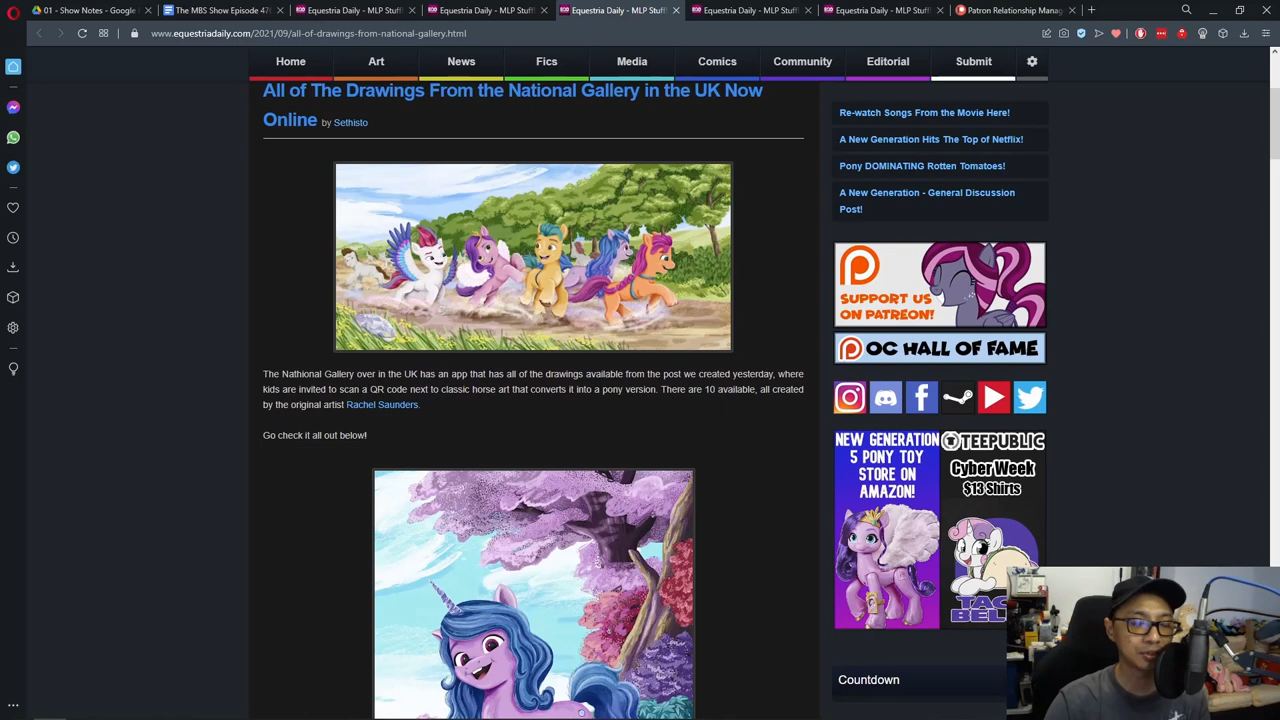 01 - Show Notes - Google D
The MBS Show Episode 470
Equestria Daily - MLP Stuff!
Equestria Daily - MLP Stuff!
Equestria Daily - MLP Stuff!
Equestria Daily - MLP Stuff!
Equestria Daily - MLP Stuff!
Patron Relationship Manag
www.equestriadaily.com/2021/09/all-of-drawings-from-national-gallery.html
Home
Art
News
Fics
Media
Comics
Community
Editorial
Submit
All of The Drawings From the National Gallery in the UK Now
Online by Sethisto
The Nathional Gallery over in the UK has an app that has all of the drawings available from the post we created yesterday, where
kids are invited to scan a QR code next to classic horse art that converts it into a pony version. There are 10 available, all created
by the original artist Rachel Saunders.
Go check it all out below!
Re-watch Songs From the Movie Here!
A New Generation Hits The Top of Netflix!
Pony DOMINATING Rotten Tomatoes!
A New Generation - General Discussion
Post!
SUPPORT US
ON PATREON!
OC HALL OF FAME
NEW GENERATION
5 PONY TOY
STORE ON
AMAZON!
TEEPUBLIC
Cyber Week
$13 Shirts
TAC
BEL
Countdown